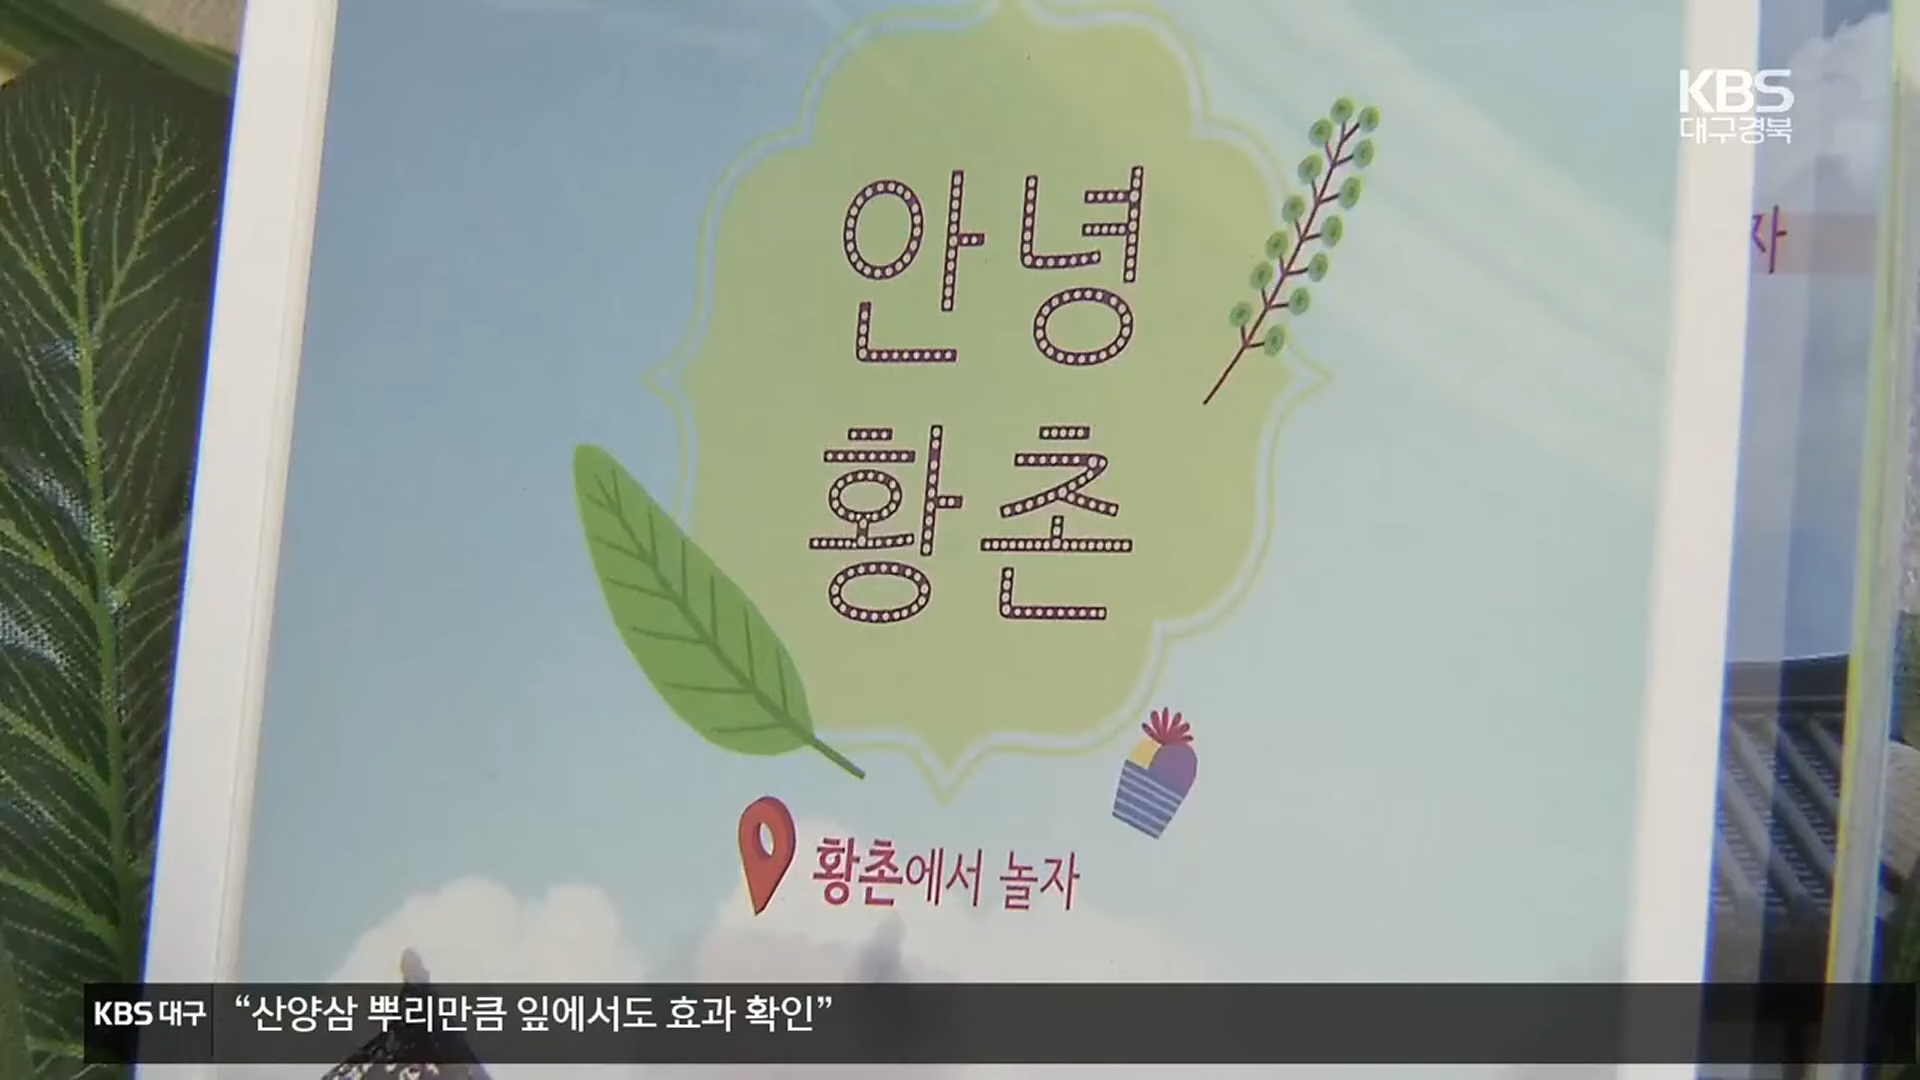 KBS
대구경북
안녕
황촌
자
황촌에서 놀자
KBS 대구 “산양삼 뿌리만큼 잎에서도 효과 확인”